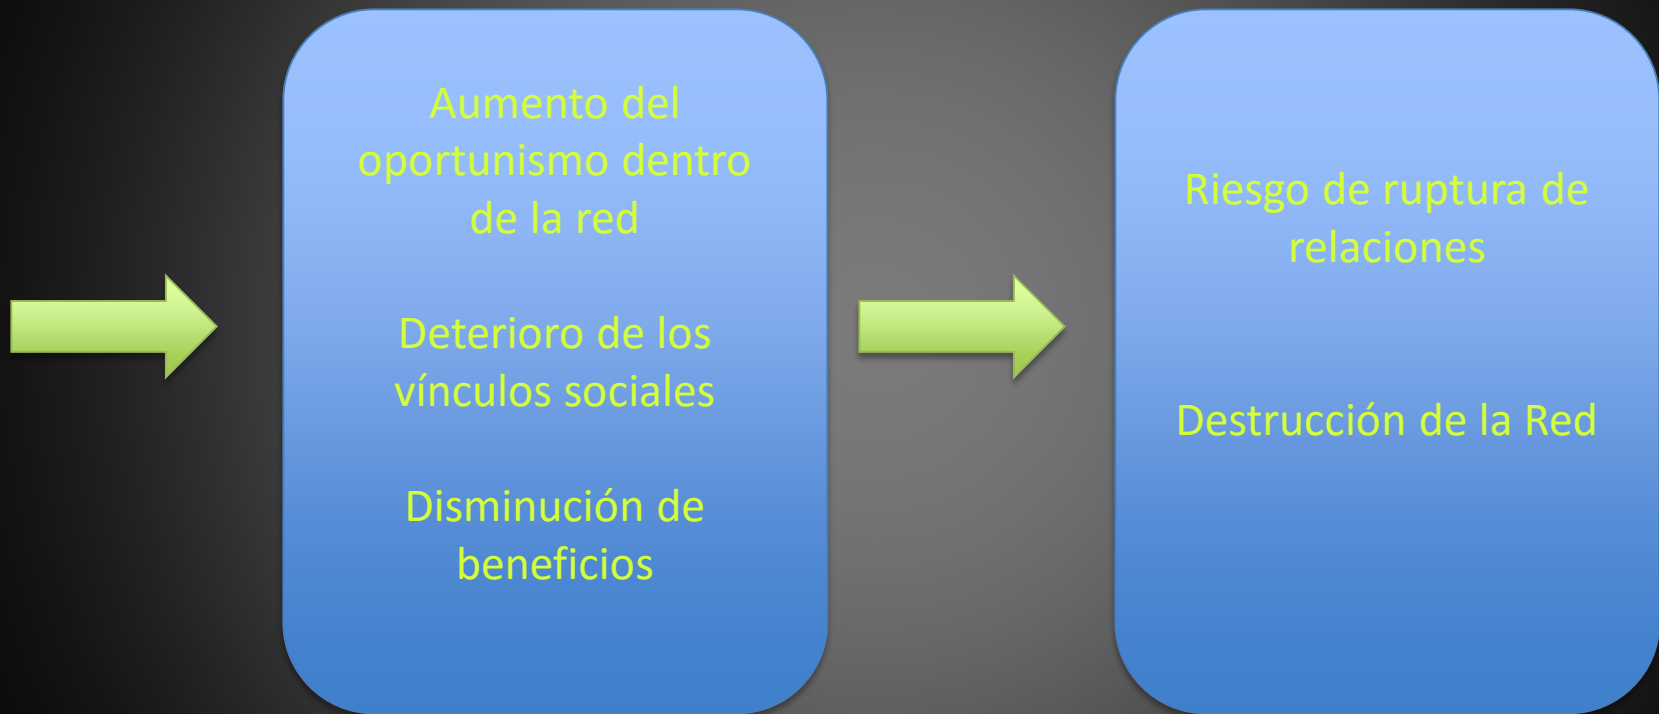 Aumento del
oportunismo dentro
de la red
Deterioro de los
vínculos sociales
Disminución de
beneficios
Riesgo de ruptura de
relaciones
Destrucción de la Red